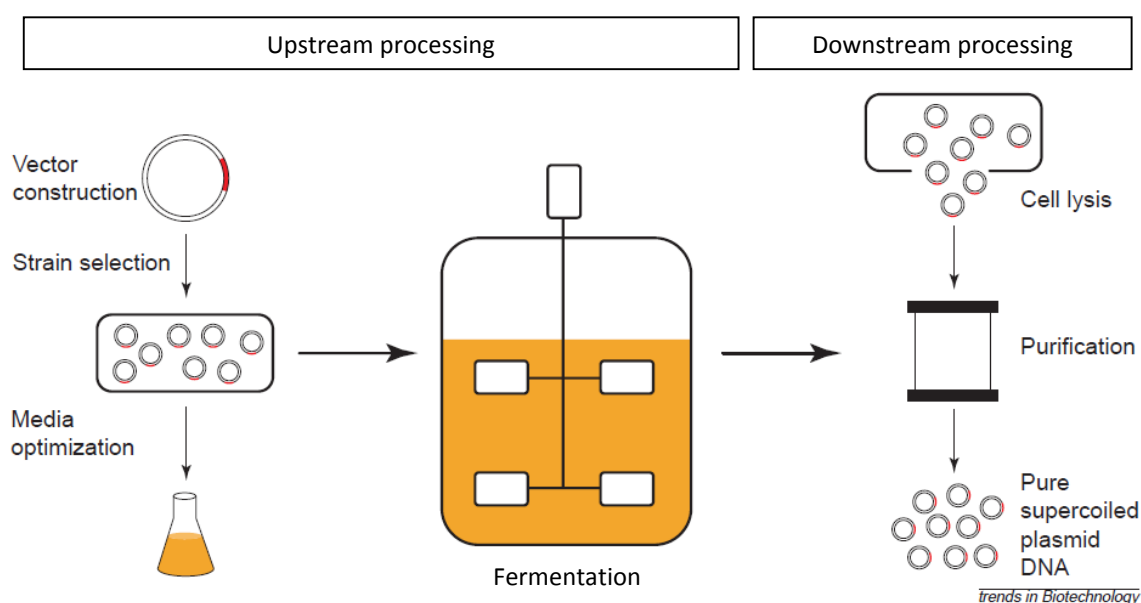 Upstream processing
Downstream processing
Vector
construction
Strain selection
Media
optimization
Fermentation
Cell lysis
Purification
Pure
supercoiled
plasmid
DNA
trends in Biotechnology